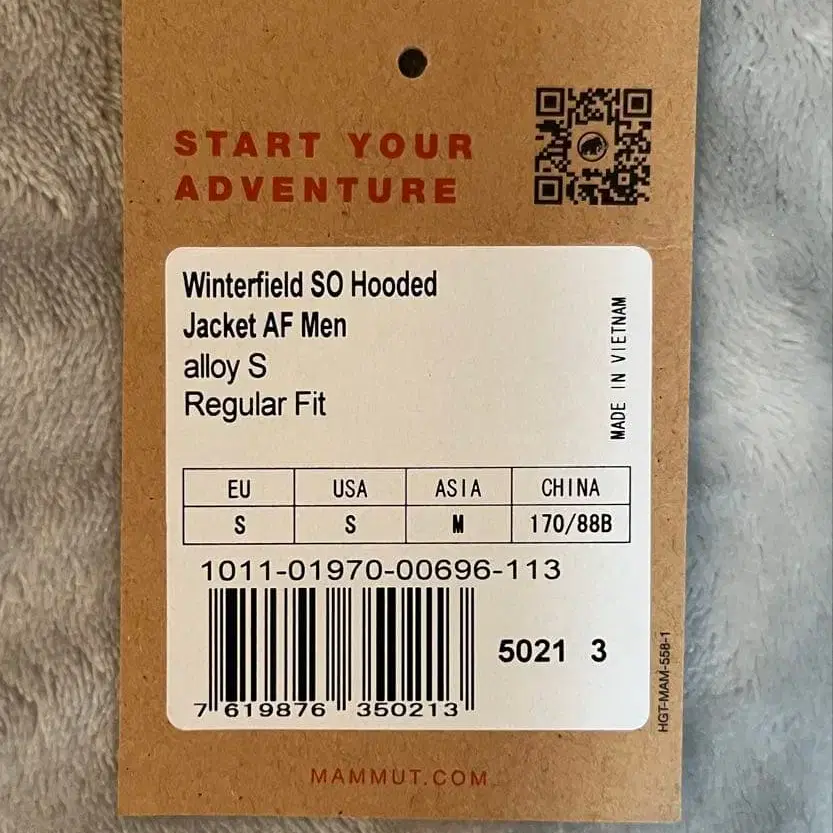 START YOUR
ADVENTURE
Winterfield SO Hooded
Jacket AF Men
alloy S
Regular Fit
MADE IN VIETNAM
EU USA ASIA CHINA
S S M 170/88B
1011-01970-00696-113
5021 3
7 619876 350213
HGT-MAM-558-1
MAMMUT.COM